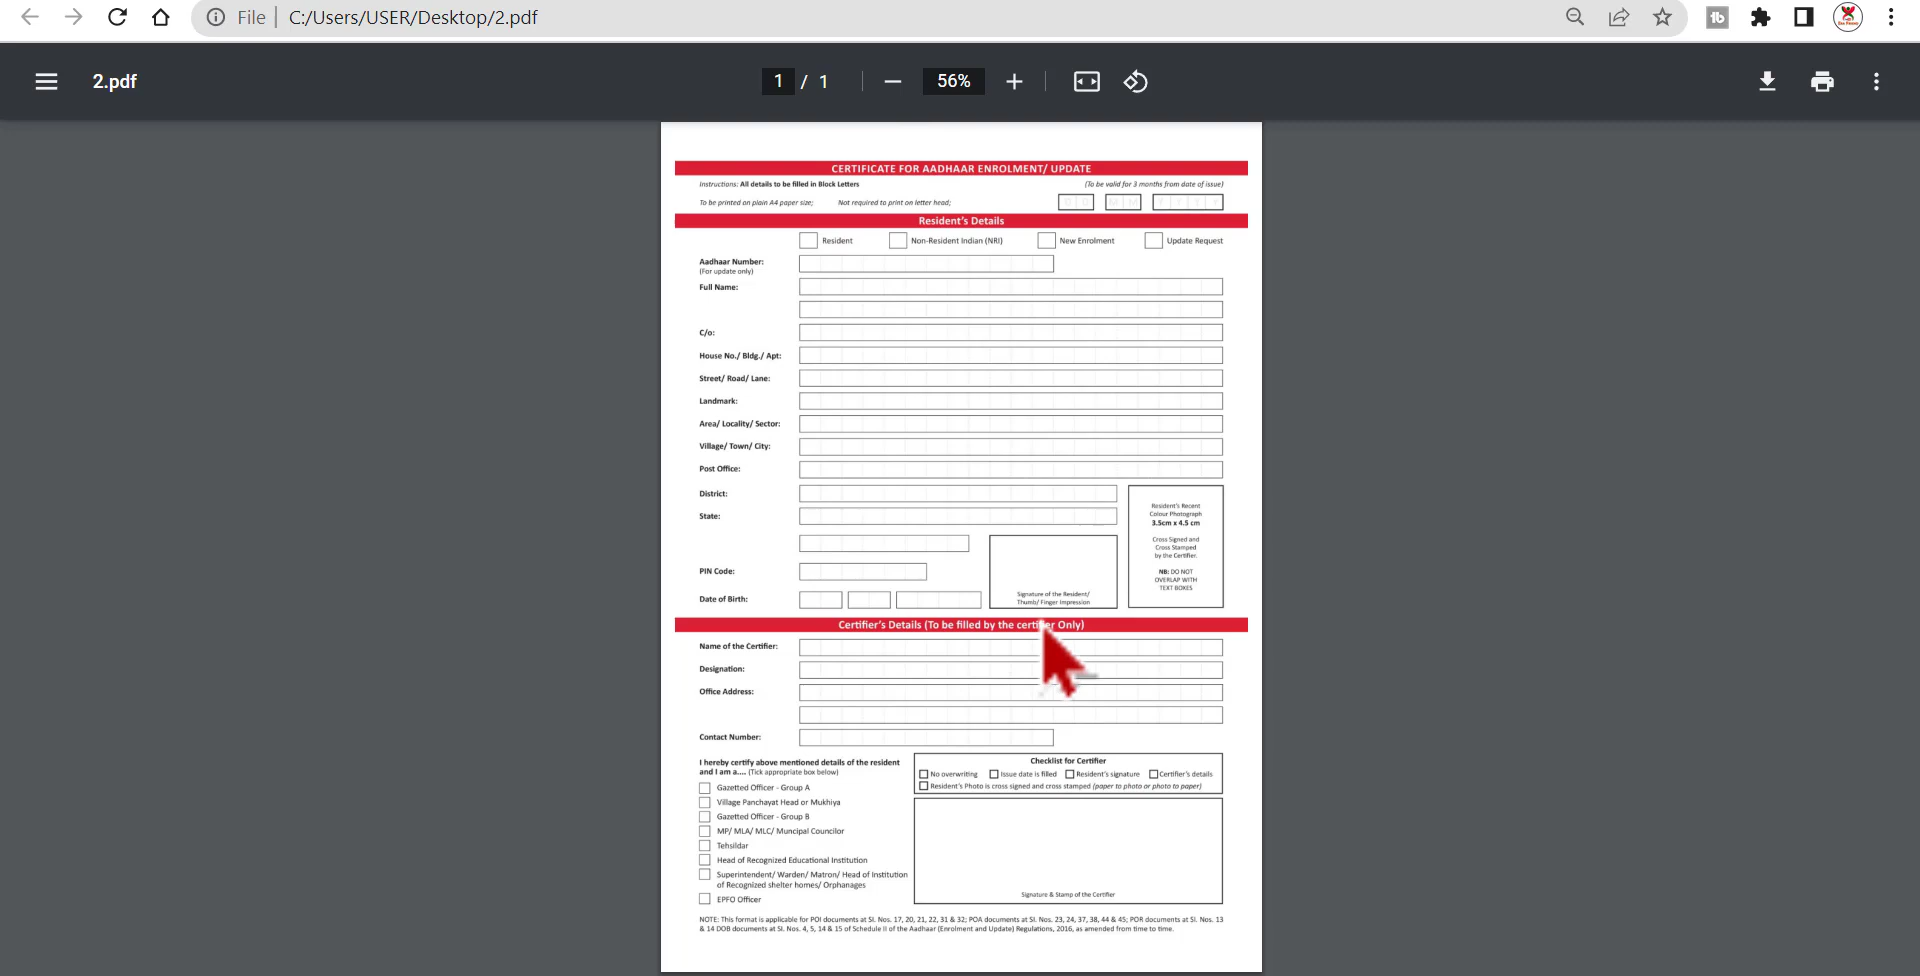 File | C:/Users/USER/Desktop/2.pdf
2.pdf
1 / 1
56%
CERTIFICATE FOR AADHAAR ENROLMENT/ UPDATE
Instructions: All details to be filled in Block Letters
(To be valid for 3 months from date of issue)
To be printed on plain A4 paper size; Not required to print on letter head;
D D M M Y Y Y Y
Resident's Details
Resident Non-Resident Indian (NRI) New Enrolment Update Request
Aadhaar Number:
(For update only)
Full Name:
C/o:
House No./ Bldg./ Apt:
Street/ Road/ Lane:
Landmark:
Area/ Locality/ Sector:
Village/ Town/ City:
Post Office:
District:
State:
PIN Code:
Date of Birth:
Signature of the Resident/
Thumb/ Finger Impression
Resident's Recent
Colour Photograph
3.5cm x 4.5 cm
Cross Signed and
Cross Stamped
by the Certifier.
NB: DO NOT
OVERLAP WITH
TEXT BOXES
Certifier's Details (To be filled by the certifier Only)
Name of the Certifier:
Designation:
Office Address:
Contact Number:
I hereby certify above mentioned details of the resident
and I am a.... (Tick appropriate box below)
Gazetted Officer - Group A
Village Panchayat Head or Mukhiya
Gazetted Officer - Group B
MP/ MLA/ MLC/ Muncipal Councilor
Tehsildar
Head of Recognized Educational Institution
Superintendent/ Warden/ Matron/ Head of Institution
of Recognized shelter homes/ Orphanages
EPFO Officer
Checklist for Certifier
No overwriting Issue date is filled Resident's signature Certifier's details
Resident's Photo is cross signed and cross stamped (paper to photo or photo to paper)
Signature & Stamp of the Certifier
NOTE: This format is applicable for POI documents at Sl. Nos. 17, 20, 21, 22, 31 & 32; POA documents at Sl. Nos. 23, 24, 37, 38, 44 & 45; POR documents at Sl. Nos. 13
& 14 DOB documents at Sl. Nos. 4, 5, 14 & 15 of Schedule II of the Aadhaar (Enrolment and Update) Regulations, 2016, as amended from time to time.